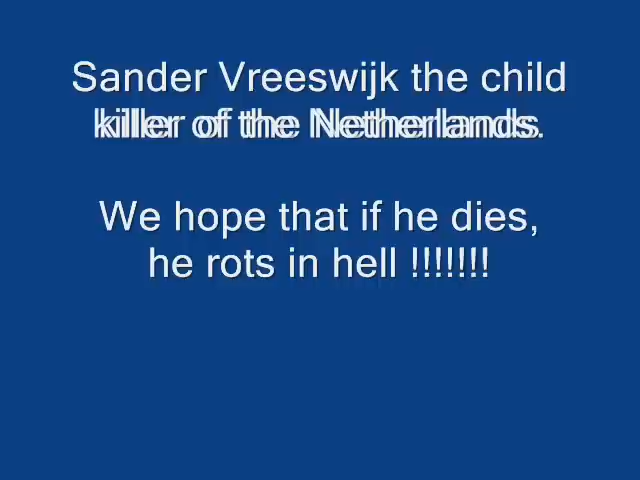 Sander Vreeswijk the child
killer of the Netherlands.
We hope that if he dies,
he rots in hell !!!!!!!